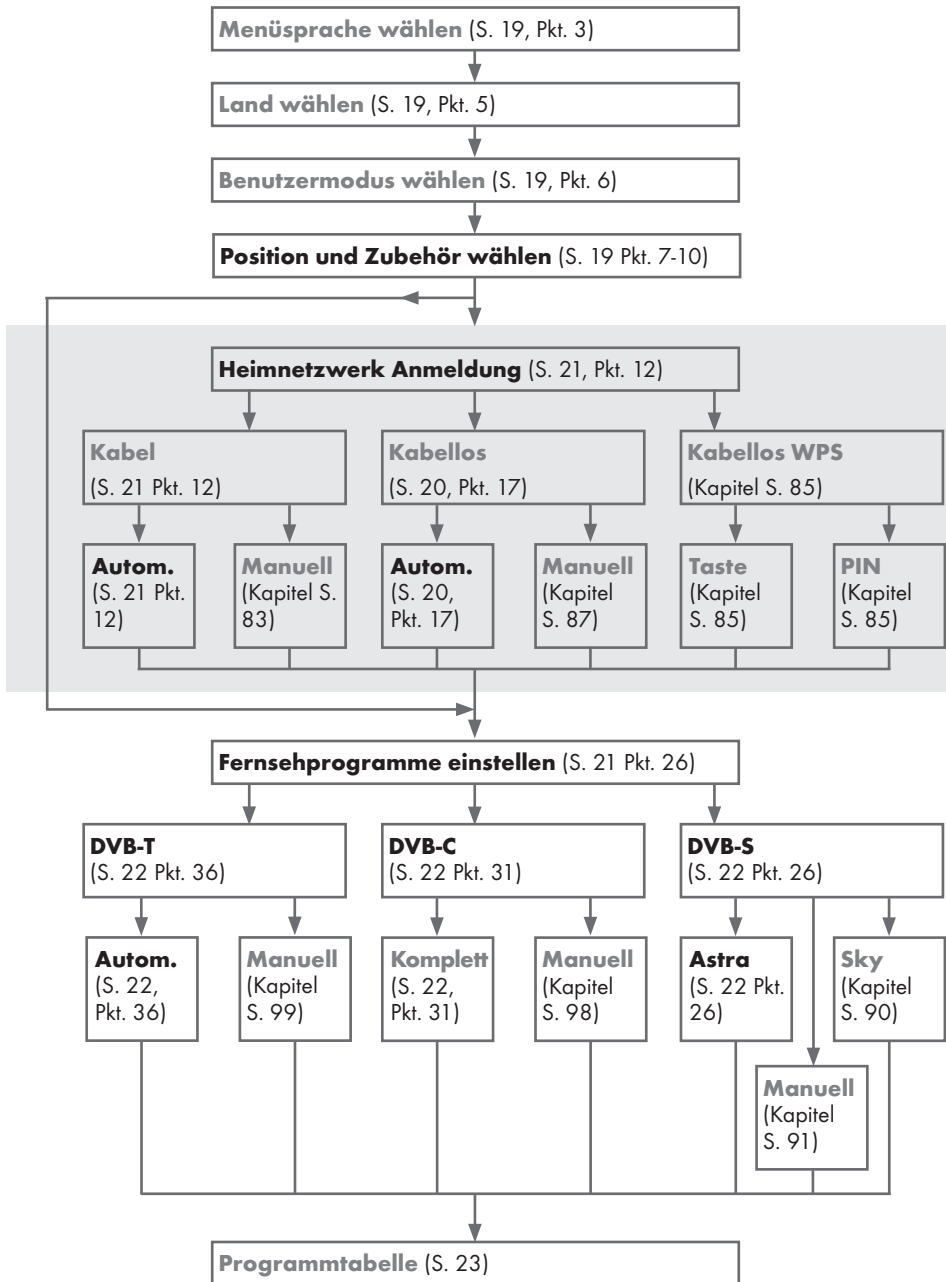 Menüsprache wählen (S. 19, Pkt. 3)
Land wählen (S. 19, Pkt. 5)
Benutzermodus wählen (S. 19, Pkt. 6)
Position und Zubehör wählen (S. 19 Pkt. 7-10)
Heimnetzwerk Anmeldung (S. 21, Pkt. 12)
Kabel
(S. 21 Pkt. 12)
Kabellos
(S. 20, Pkt. 17)
Kabellos WPS
(Kapitel S. 85)
Autom.
(S. 21 Pkt.
12)
Manuell
(Kapitel S.
83)
Autom.
(S. 20,
Pkt. 17)
Manuell
(Kapitel
S. 87)
Taste
(Kapitel
S. 85)
PIN
(Kapitel
S. 85)
Fernsehprogramme einstellen (S. 21 Pkt. 26)
DVB-T
(S. 22 Pkt. 36)
DVB-C
(S. 22 Pkt. 31)
DVB-S
(S. 22 Pkt. 26)
Autom.
(S. 22,
Pkt. 36)
Manuell
(Kapitel
S. 99)
Komplett
(S. 22,
Pkt. 31)
Manuell
(Kapitel
S. 98)
Astra
(S. 22 Pkt.
26)
Sky
(Kapitel
S. 90)
Manuell
(Kapitel
S. 91)
Programmtabelle (S. 23)